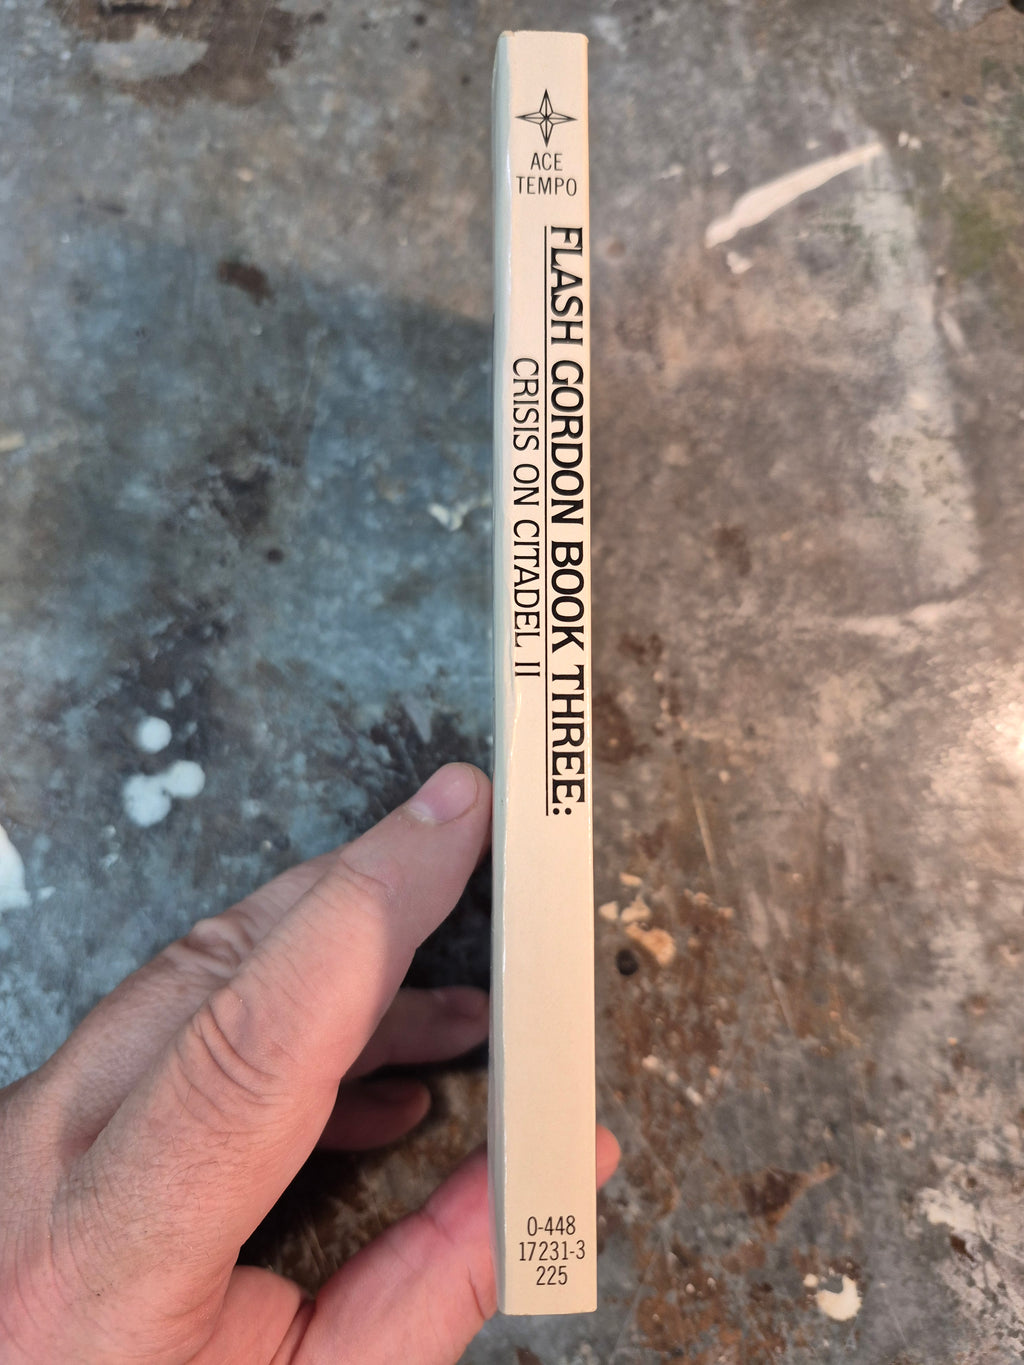 ACE
TEMPO
FLASH GORDON BOOK THREE:
CRISIS ON CITADEL II
0-448
17231-3
225